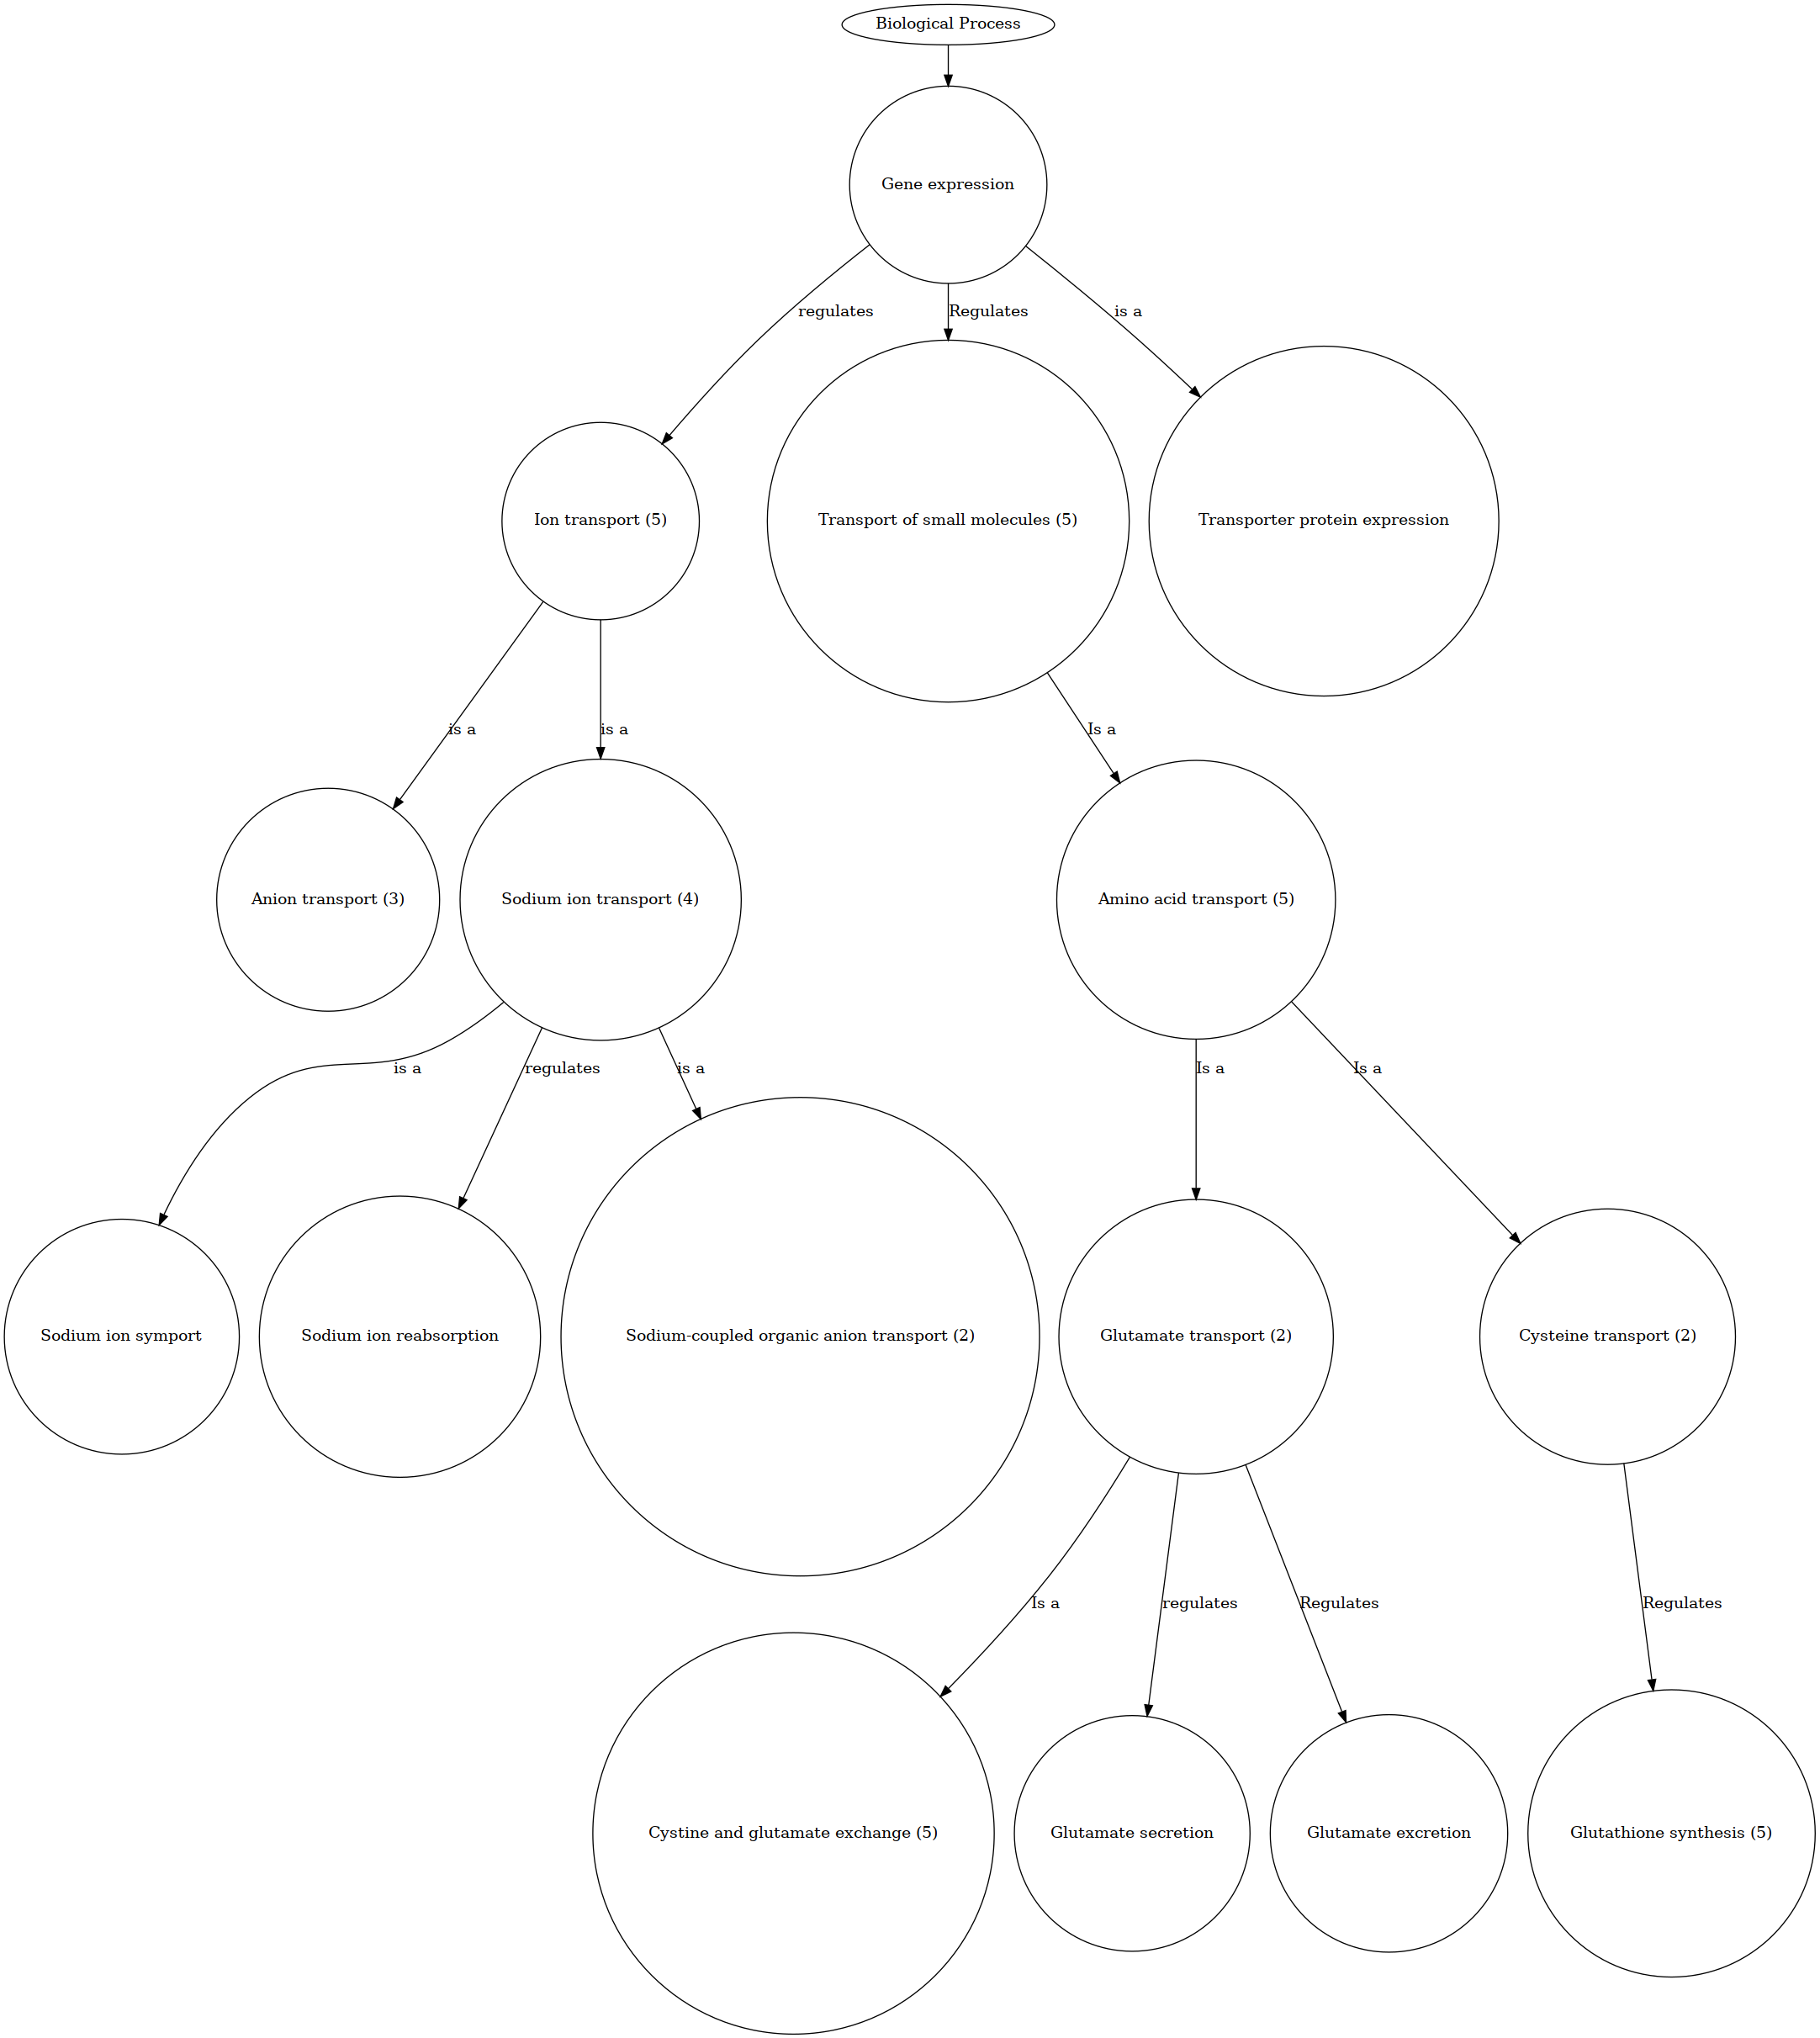 Biological Process
Gene expression
regulates
Regulates
is a
Ion transport (5)
Transport of small molecules (5)
Transporter protein expression
is a
is a
Is a
Anion transport (3)
Sodium ion transport (4)
Amino acid transport (5)
is a
regulates
is a
Is a
Is a
Sodium ion symport
Sodium ion reabsorption
Sodium-coupled organic anion transport (2)
Glutamate transport (2)
Cysteine transport (2)
Is a
regulates
Regulates
Regulates
Cystine and glutamate exchange (5)
Glutamate secretion
Glutamate excretion
Glutathione synthesis (5)